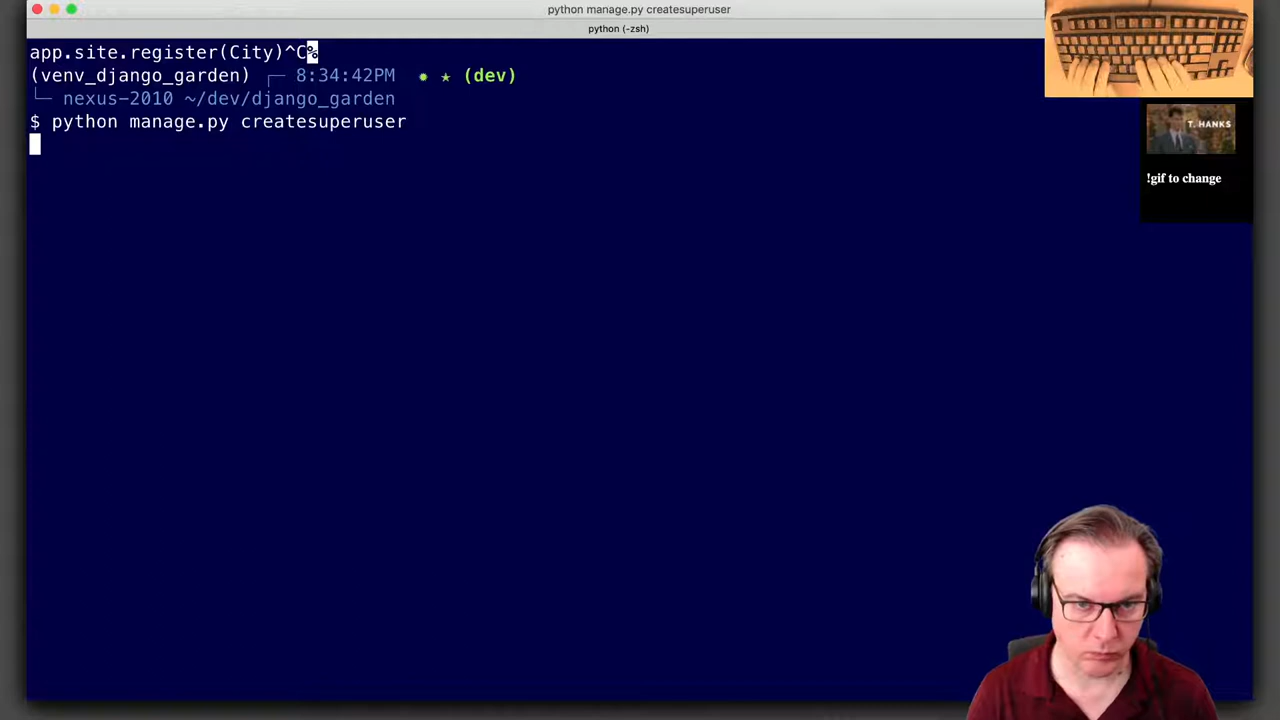 python manage.py createsuperuser
python (-zsh)
app.site.register(City)^C%
(venv_django_garden) ┌─ 8:34:42PM ✹ ★ (dev)
└─ nexus-2010 ~/dev/django_garden
$ python manage.py createsuperuser
T. HANKS
!gif to change